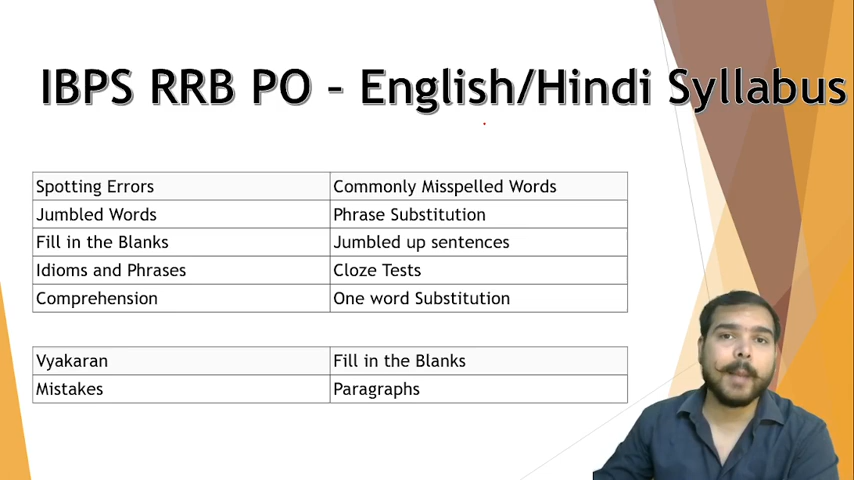 IBPS RRB PO - English/Hindi Syllabus
Spotting Errors Commonly Misspelled Words
Jumbled Words Phrase Substitution
Fill in the Blanks Jumbled up sentences
Idioms and Phrases Cloze Tests
Comprehension One word Substitution
Vyakaran Fill in the Blanks
Mistakes Paragraphs